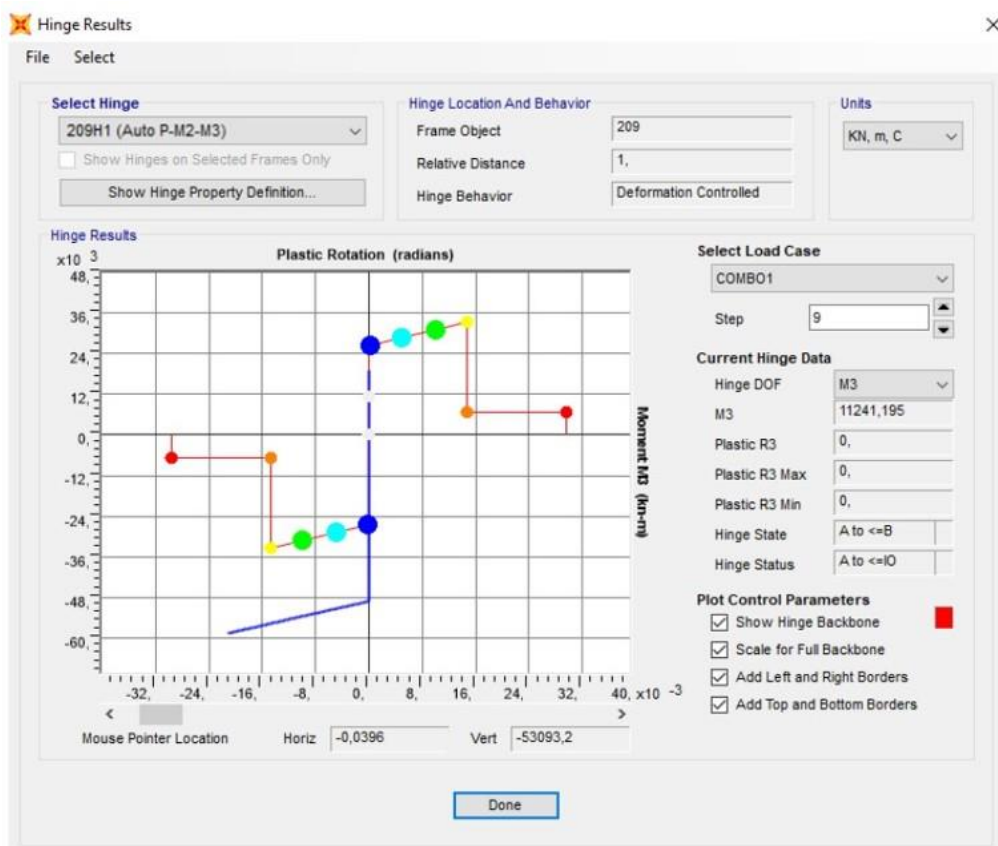 Hinge Results
File Select
Select Hinge
209H1 (Auto P-M2-M3)
Show Hinges on Selected Frames Only
Show Hinge Property Definition...
Hinge Location And Behavior
Frame Object 209
Relative Distance 1,
Hinge Behavior Deformation Controlled
Units
KN, m, C
Hinge Results
x10 3
Plastic Rotation (radians)
48,
36,
24,
12,
0,
-12,
-24,
-36,
-48,
-60,
Moment M3 (kn-m)
-32, -24, -16, -8, 0, 8, 16, 24, 32, 40, x10 -3
< >
Mouse Pointer Location Horiz -0,0396 Vert -53093,2
Select Load Case
COMBO1
Step 9
Current Hinge Data
Hinge DOF M3
M3 11241,195
Plastic R3 0,
Plastic R3 Max 0,
Plastic R3 Min 0,
Hinge State A to <=B
Hinge Status A to <=IO
Plot Control Parameters
Show Hinge Backbone
Scale for Full Backbone
Add Left and Right Borders
Add Top and Bottom Borders
Done